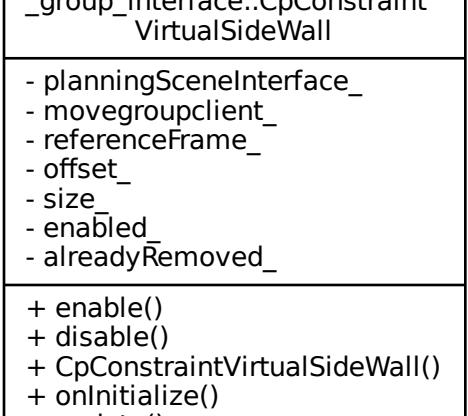 _group_interface::CpConstraint
VirtualSideWall
- planningSceneInterface_
- movegroupclient_
- referenceFrame_
- offset_
- size_
- enabled_
- alreadyRemoved_
+ enable()
+ disable()
+ CpConstraintVirtualSideWall()
+ onInitialize()